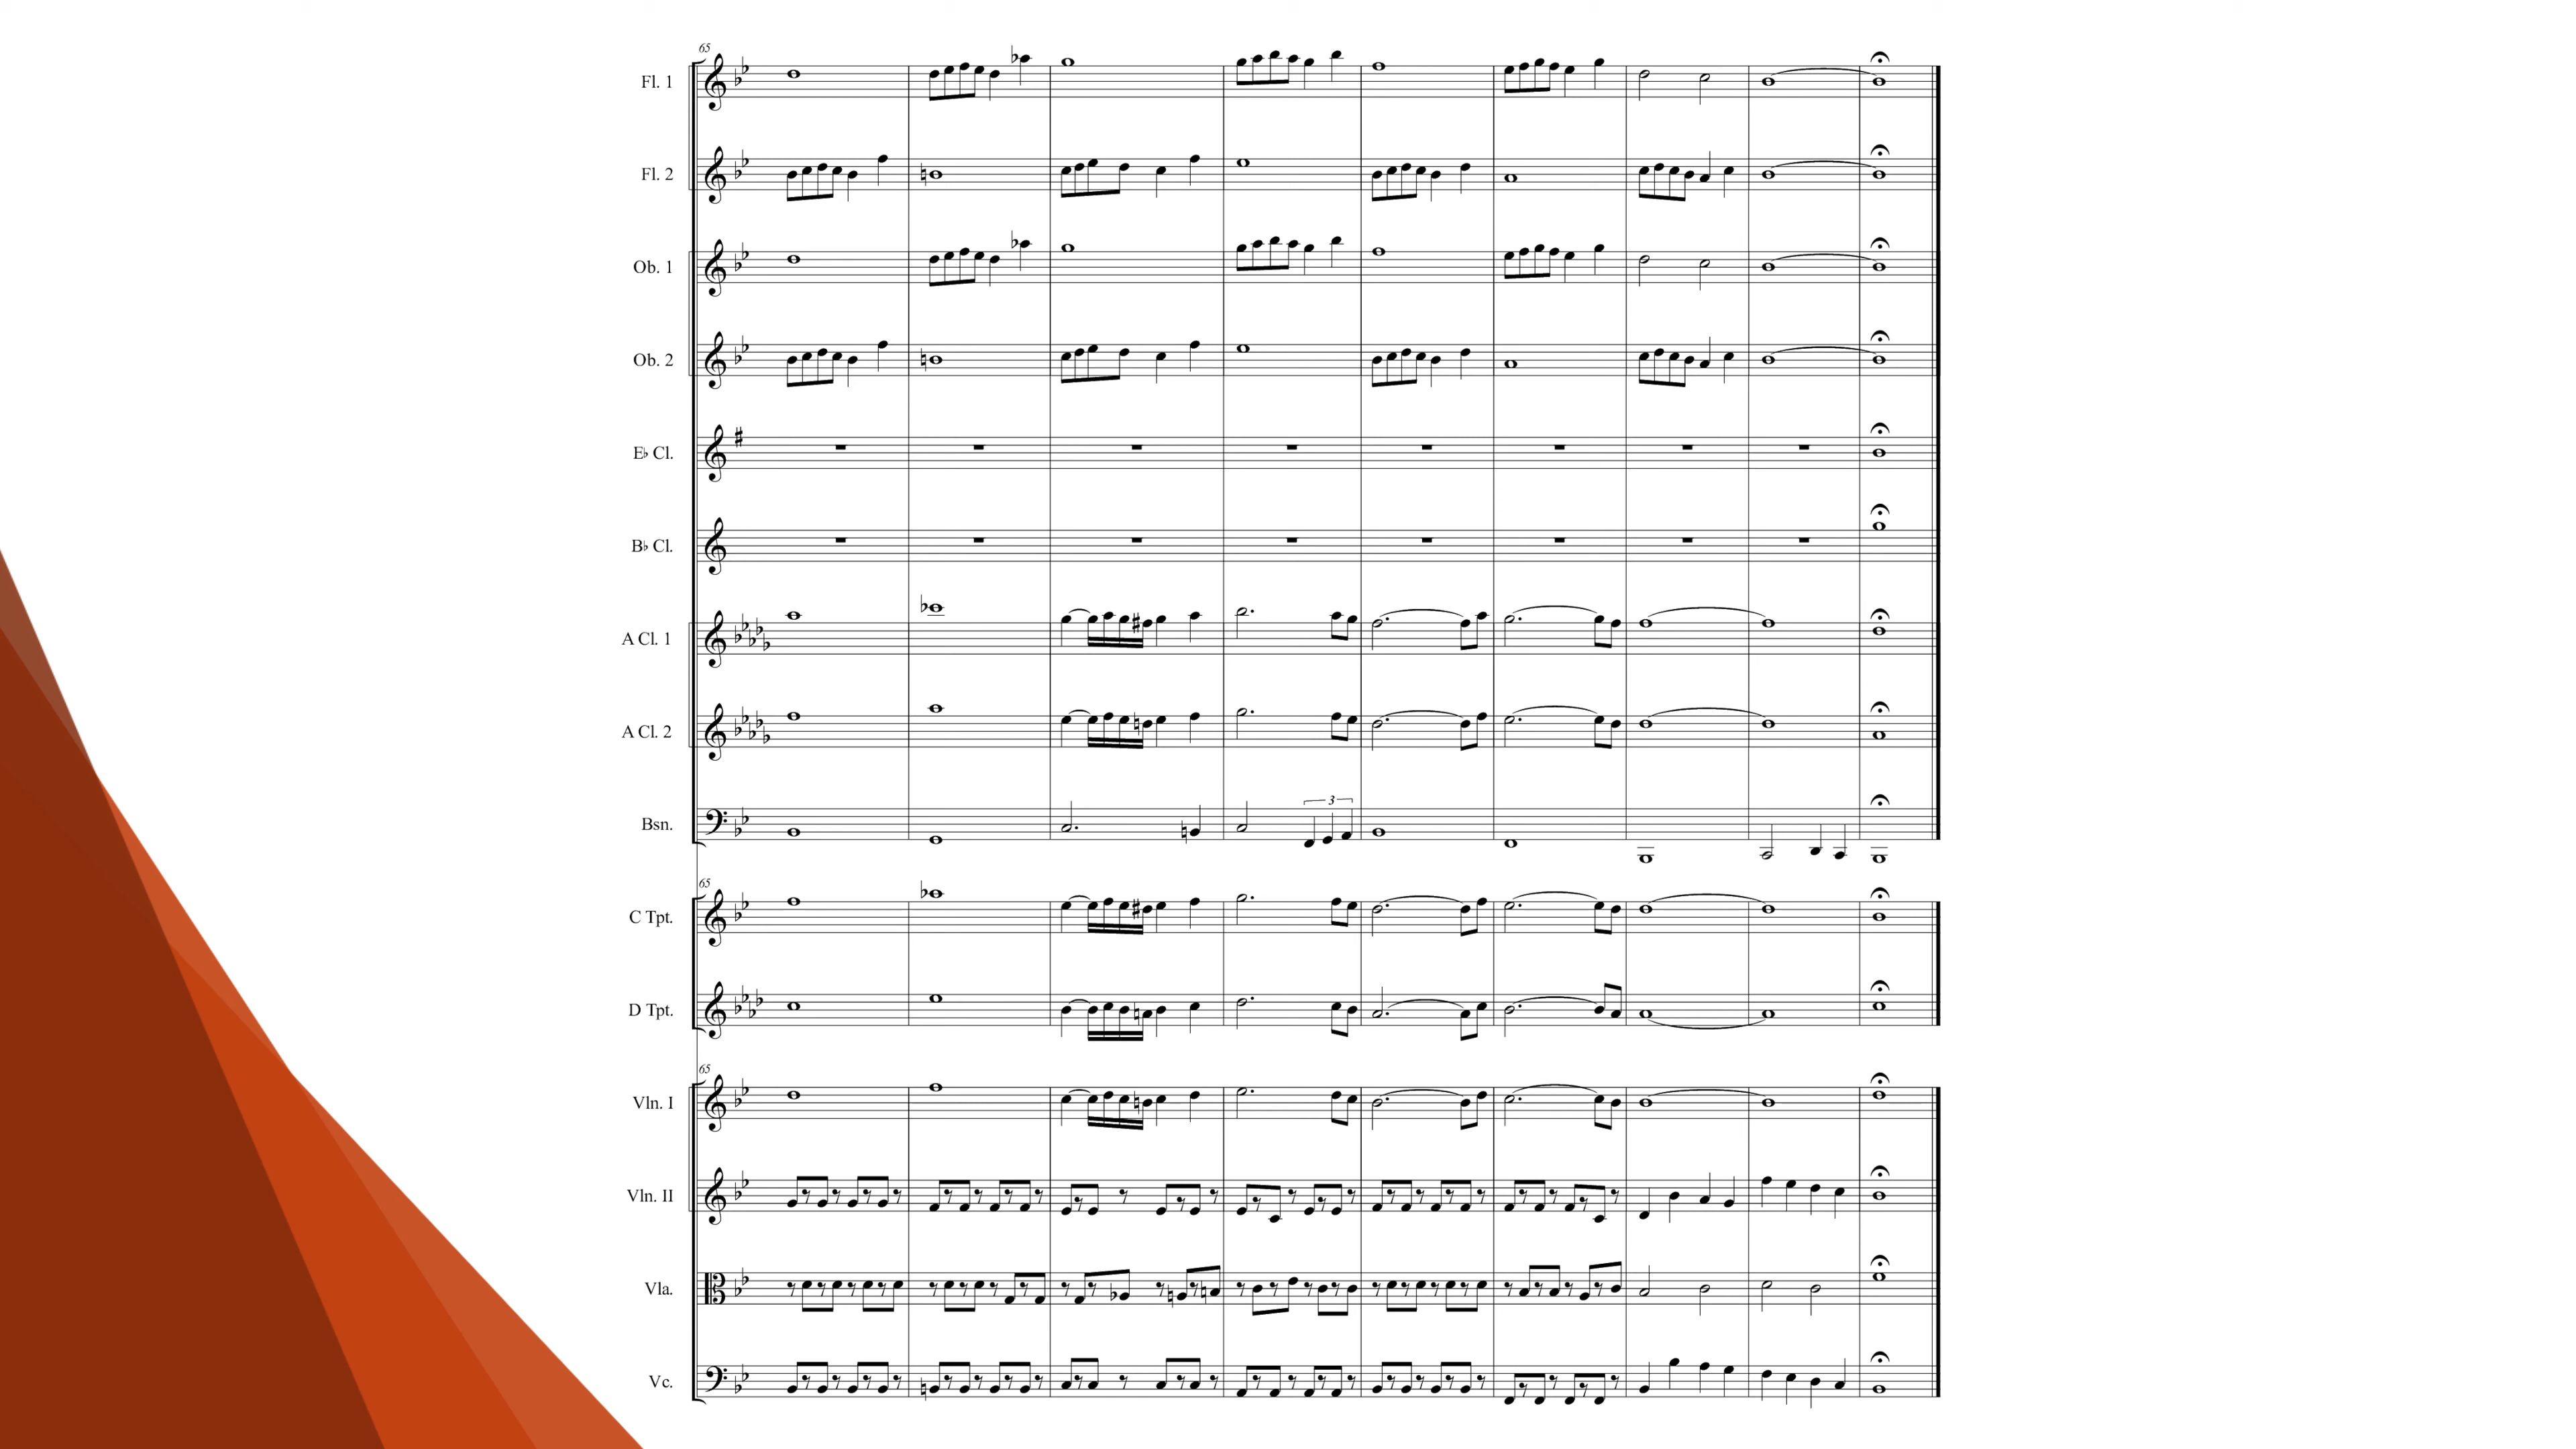 65
Fl. 1
Fl. 2
Ob. 1
Ob. 2
E♭ Cl.
B♭ Cl.
A Cl. 1
A Cl. 2
3
Bsn.
65
C Tpt.
D Tpt.
65
Vln. I
Vln. II
Vla.
Vc.